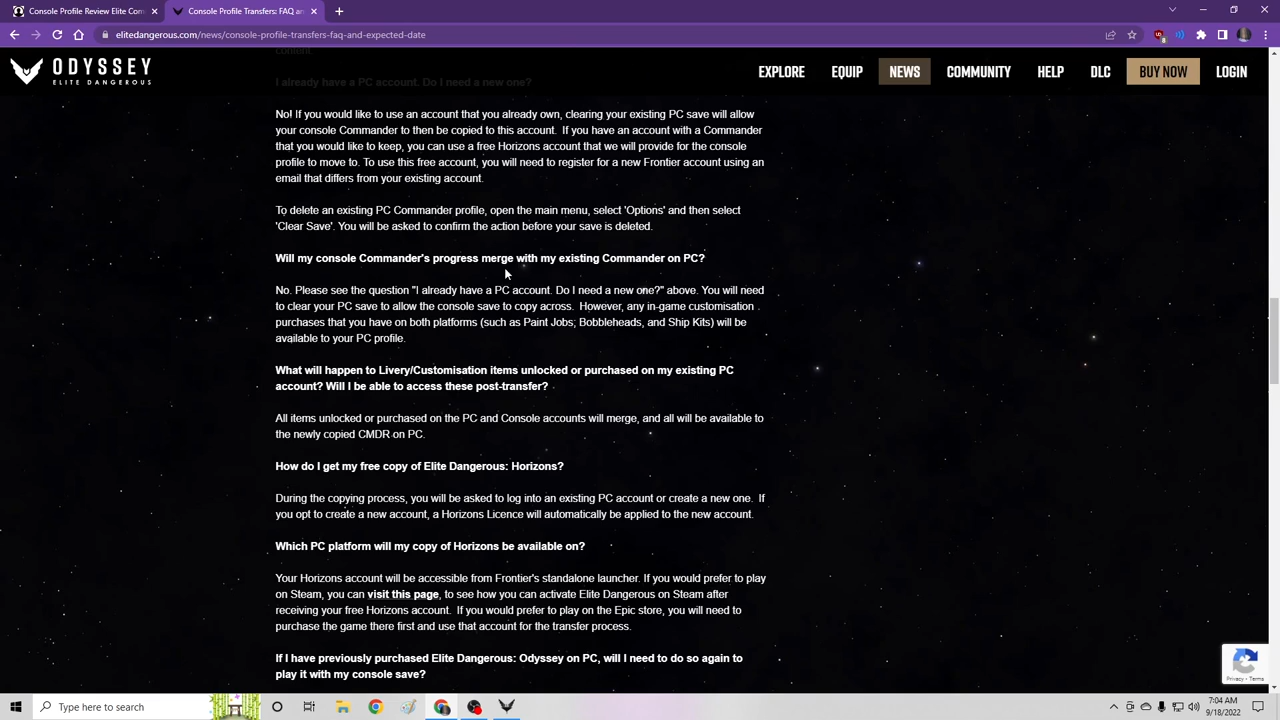 Console Profile Review Elite Con
Console Profile Transfers: FAQ an
elitedangerous.com/news/console-profile-transfers-faq-and-expected-date
ODYSSEY
ELITE DANGEROUS
EXPLORE
EQUIP
NEWS
COMMUNITY
HELP
DLC
BUY NOW
LOGIN
content.
I already have a PC account. Do I need a new one?
No! If you would like to use an account that you already own, clearing your existing PC save will allow
your console Commander to then be copied to this account. If you have an account with a Commander
that you would like to keep, you can use a free Horizons account that we will provide for the console
profile to move to. To use this free account, you will need to register for a new Frontier account using an
email that differs from your existing account.
To delete an existing PC Commander profile, open the main menu, select 'Options' and then select
'Clear Save'. You will be asked to confirm the action before your save is deleted.
Will my console Commander's progress merge with my existing Commander on PC?
No. Please see the question "I already have a PC account. Do I need a new one?" above. You will need
to clear your PC save to allow the console save to copy across. However, any in-game customisation
purchases that you have on both platforms (such as Paint Jobs, Bobbleheads, and Ship Kits) will be
available to your PC profile.
What will happen to Livery/Customisation items unlocked or purchased on my existing PC
account? Will I be able to access these post-transfer?
All items unlocked or purchased on the PC and Console accounts will merge, and all will be available to
the newly copied CMDR on PC.
How do I get my free copy of Elite Dangerous: Horizons?
During the copying process, you will be asked to log into an existing PC account or create a new one. If
you opt to create a new account, a Horizons Licence will automatically be applied to the new account.
Which PC platform will my copy of Horizons be available on?
Your Horizons account will be accessible from Frontier's standalone launcher. If you would prefer to play
on Steam, you can visit this page, to see how you can activate Elite Dangerous on Steam after
receiving your free Horizons account. If you would prefer to play on the Epic store, you will need to
purchase the game there first and use that account for the transfer process.
If I have previously purchased Elite Dangerous: Odyssey on PC, will I need to do so again to
play it with my console save?
Privacy - Terms
Type here to search
7:04 AM
9/18/2022